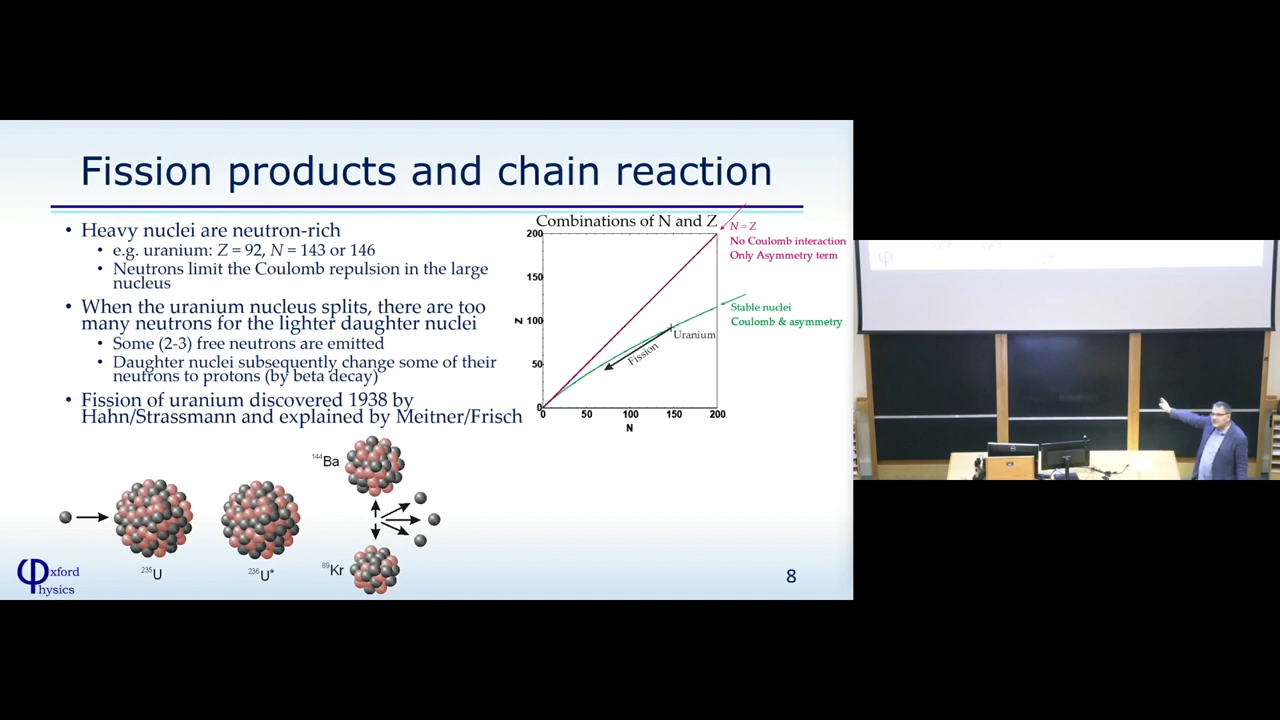 Fission products and chain reaction
• Heavy nuclei are neutron-rich
• e.g. uranium: Z = 92, N = 143 or 146
• Neutrons limit the Coulomb repulsion in the large
nucleus
• When the uranium nucleus splits, there are too
many neutrons for the lighter daughter nuclei
• Some (2-3) free neutrons are emitted
• Daughter nuclei subsequently change some of their
neutrons to protons (by beta decay)
• Fission of uranium discovered 1938 by
Hahn/Strassmann and explained by Meitner/Frisch
Combinations of N and Z
200
150
100
50
0
Z
0 50 100 150 200
N
N = Z
No Coulomb interaction
Only Asymmetry term
Stable nuclei
Coulomb & asymmetry
Uranium
Fission
144Ba
235U
236U*
89Kr
φ
xford
hysics
8